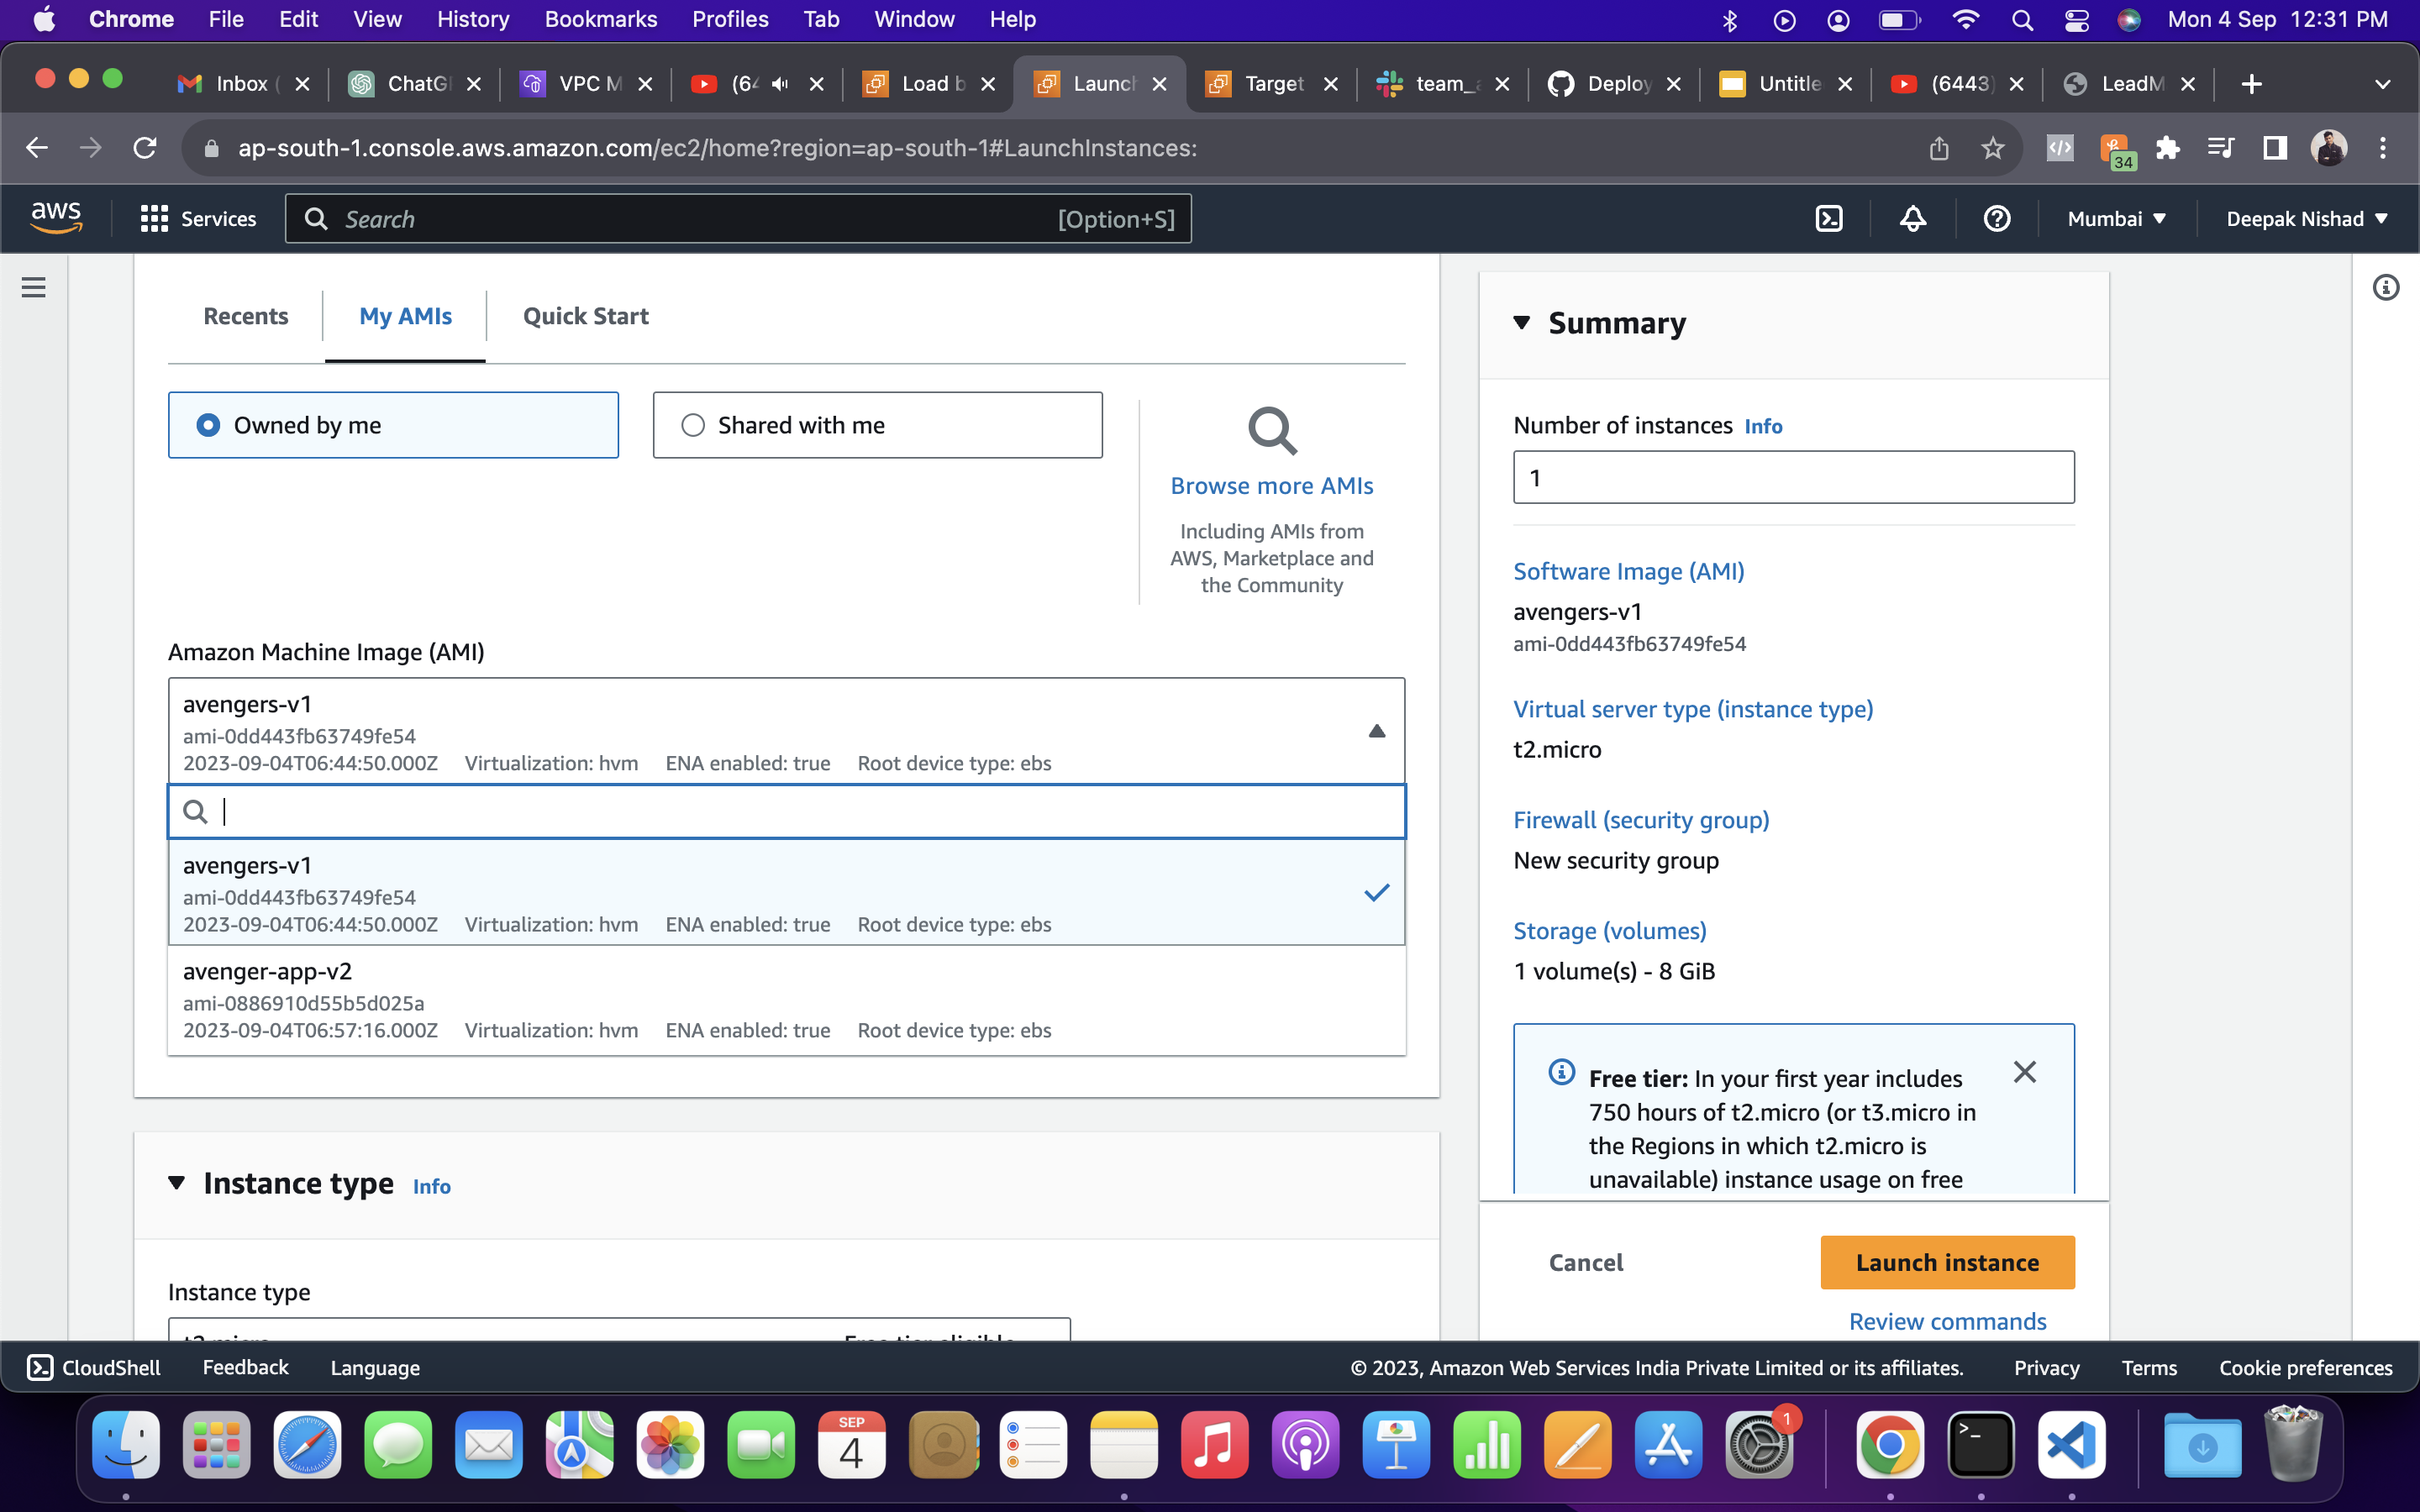 Chrome File Edit View History Bookmarks Profiles Tab Window Help Mon 4 Sep 12:31 PM
Inbox ( ChatGI VPC M (64 Load b Launch Target team_a Deploy Untitle (6443) LeadM
ap-south-1.console.aws.amazon.com/ec2/home?region=ap-south-1#LaunchInstances:
34
aws Services Search [Option+S] Mumbai Deepak Nishad
Recents My AMIs Quick Start
Owned by me Shared with me
Browse more AMIs
Including AMIs from
AWS, Marketplace and
the Community
Amazon Machine Image (AMI)
avengers-v1
ami-0dd443fb63749fe54
2023-09-04T06:44:50.000Z Virtualization: hvm ENA enabled: true Root device type: ebs
avengers-v1
ami-0dd443fb63749fe54
2023-09-04T06:44:50.000Z Virtualization: hvm ENA enabled: true Root device type: ebs
avenger-app-v2
ami-0886910d55b5d025a
2023-09-04T06:57:16.000Z Virtualization: hvm ENA enabled: true Root device type: ebs
Instance type Info
Instance type
t2.micro Free tier eligible
Summary
Number of instances Info
1
Software Image (AMI)
avengers-v1
ami-0dd443fb63749fe54
Virtual server type (instance type)
t2.micro
Firewall (security group)
New security group
Storage (volumes)
1 volume(s) - 8 GiB
Free tier: In your first year includes
750 hours of t2.micro (or t3.micro in
the Regions in which t2.micro is
unavailable) instance usage on free
Cancel Launch instance
Review commands
CloudShell Feedback Language © 2023, Amazon Web Services India Private Limited or its affiliates. Privacy Terms Cookie preferences
SEP
4
1